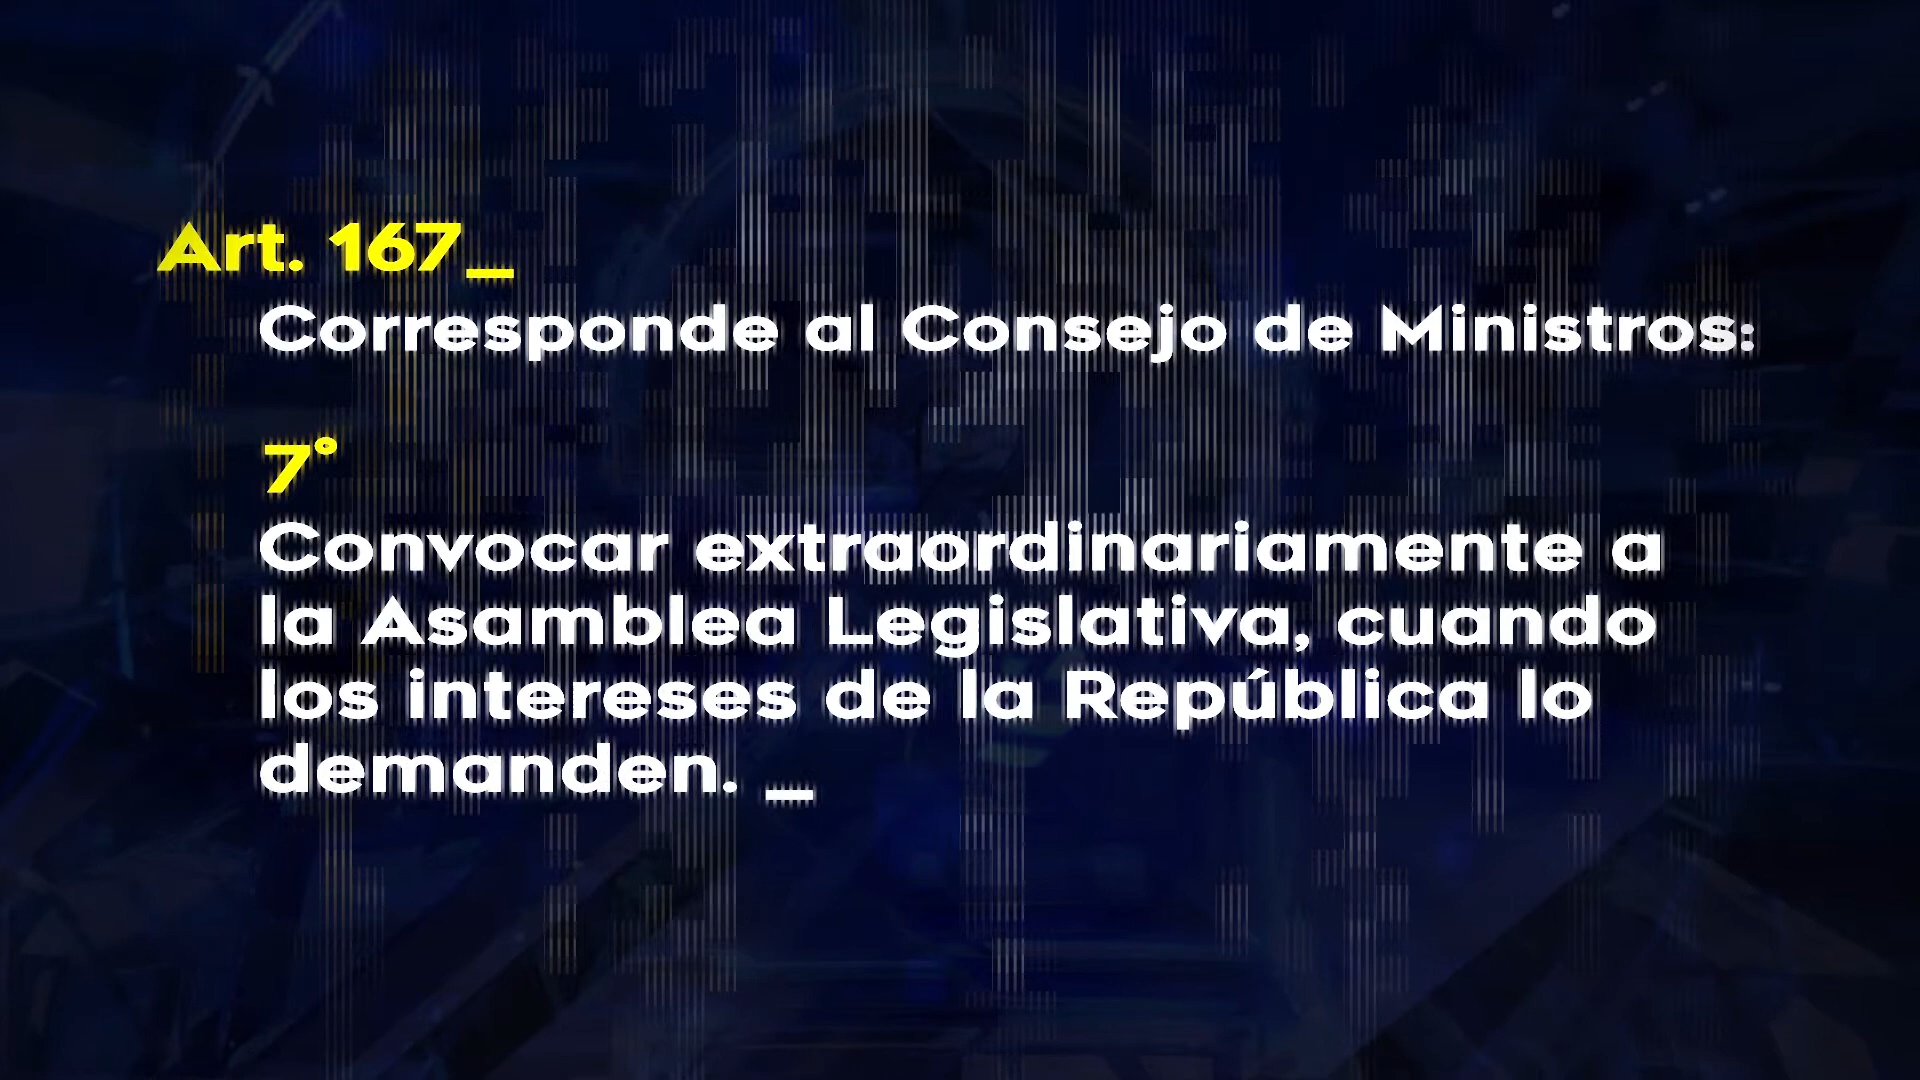 Art. 167_
Corresponde al Consejo de Ministros:
7°
Convocar extraordinariamente a
la Asamblea Legislativa, cuando
los intereses de la República lo
demanden. _